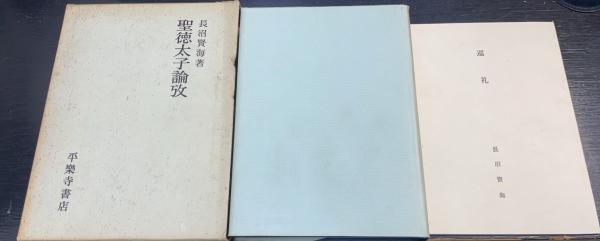 長沼賢海著
聖徳太子論攷
平樂寺書店
巡礼
長沼賢海